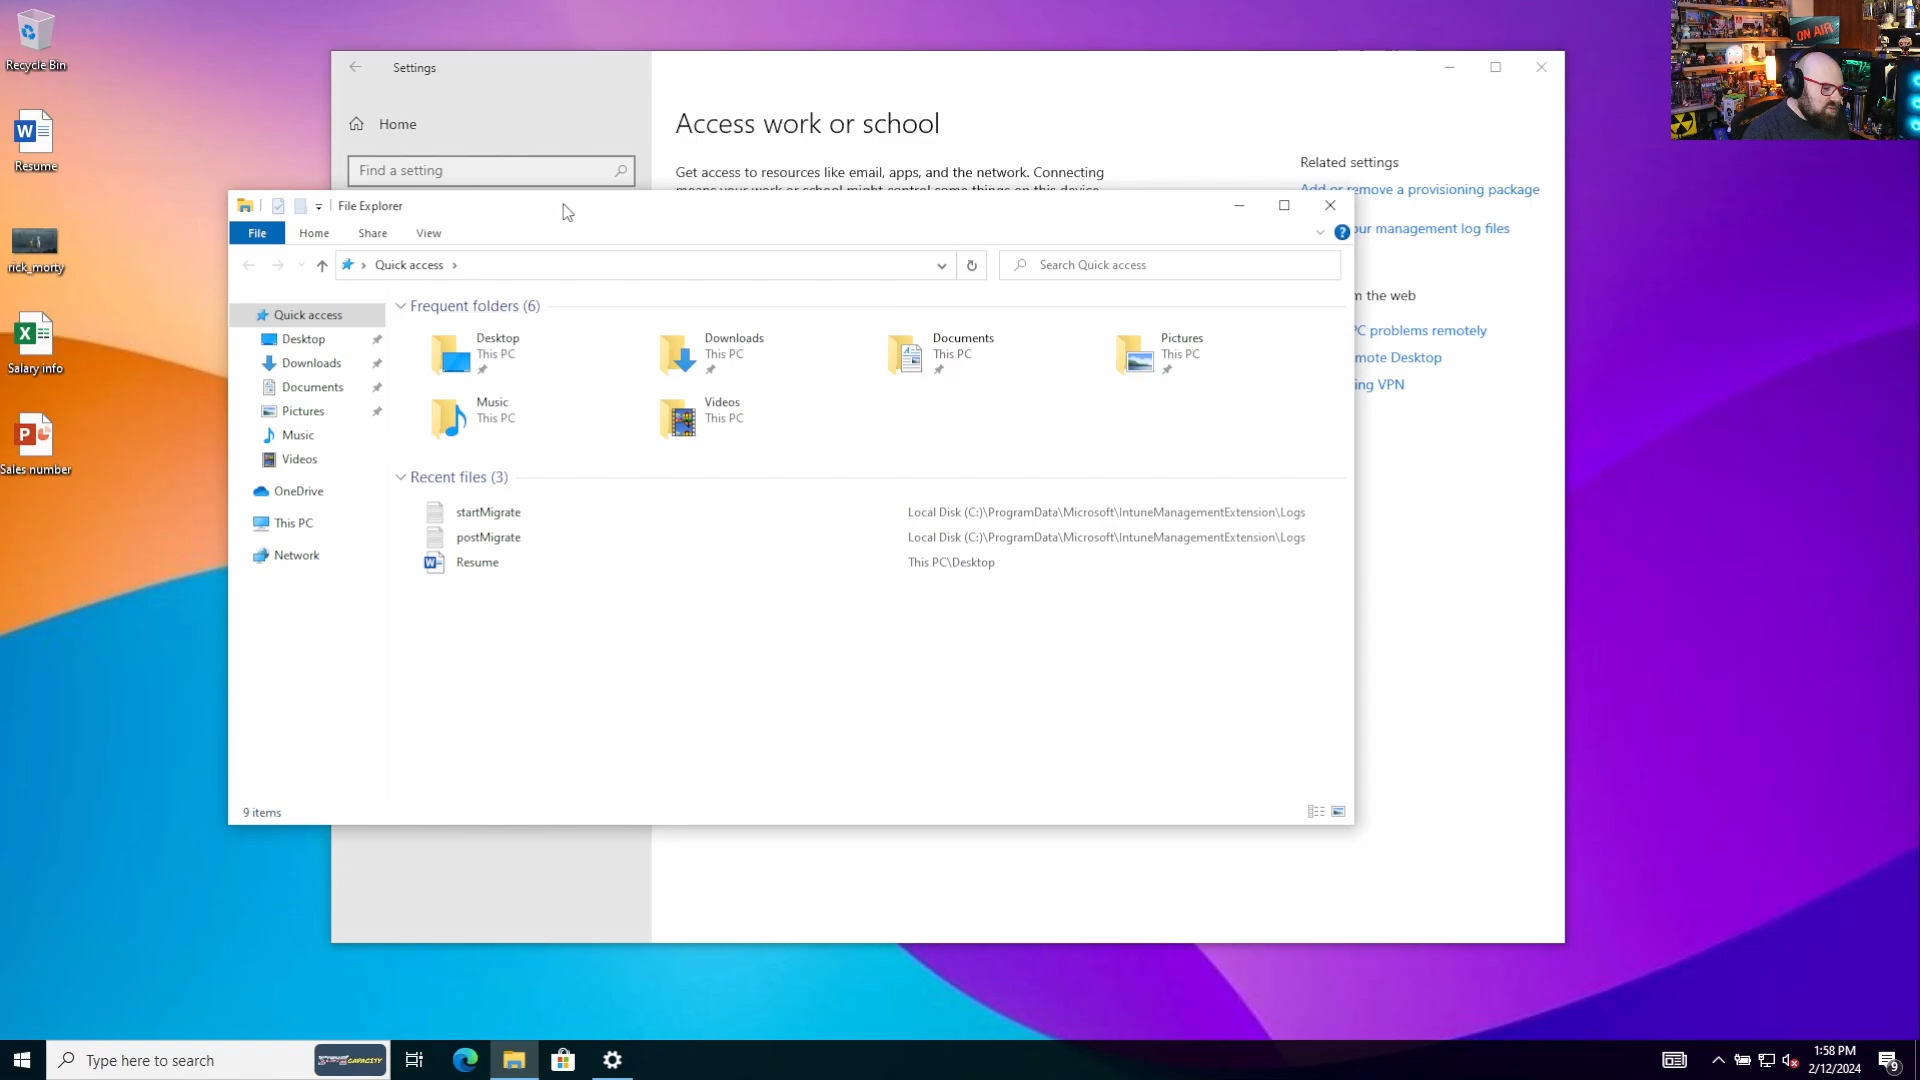 Recycle Bin
Resume
rick_morty
Salary info
Sales number
ON AIR
Settings
Home
Find a setting
Access work or school
Get access to resources like email, apps, and the network. Connecting
means your work or school might control some things on this device
Related settings
Add or remove a provisioning package
our management log files
m the web
PC problems remotely
mote Desktop
ing VPN
File Explorer
File
Home
Share
View
Quick access
Search Quick access
Quick access
Desktop
Downloads
Documents
Pictures
Music
Videos
OneDrive
This PC
Network
Frequent folders (6)
Desktop
This PC
Downloads
This PC
Documents
This PC
Pictures
This PC
Music
This PC
Videos
This PC
Recent files (3)
startMigrate
Local Disk (C:)\ProgramData\Microsoft\IntuneManagementExtension\Logs
postMigrate
Local Disk (C:)\ProgramData\Microsoft\IntuneManagementExtension\Logs
Resume
This PC\Desktop
9 items
Type here to search
CAPACITY
1:58 PM
2/12/2024
9